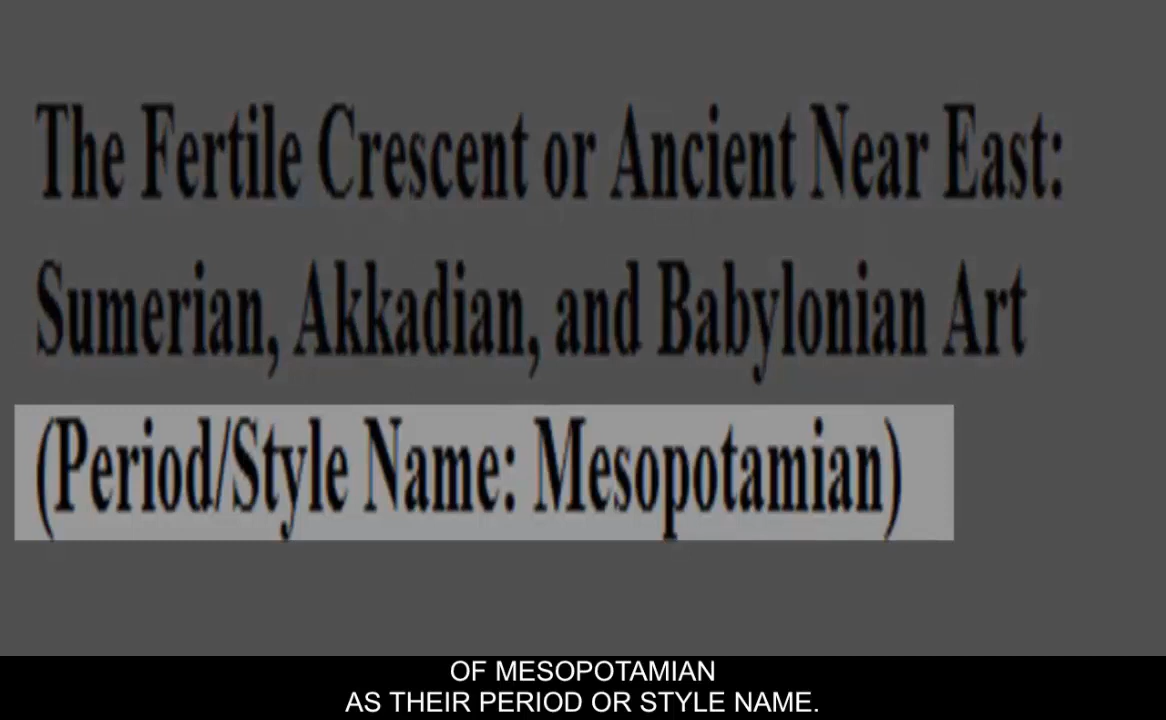 The Fertile Crescent or Ancient Near East:
Sumerian, Akkadian, and Babylonian Art
(Period/Style Name: Mesopotamian)
OF MESOPOTAMIAN
AS THEIR PERIOD OR STYLE NAME.